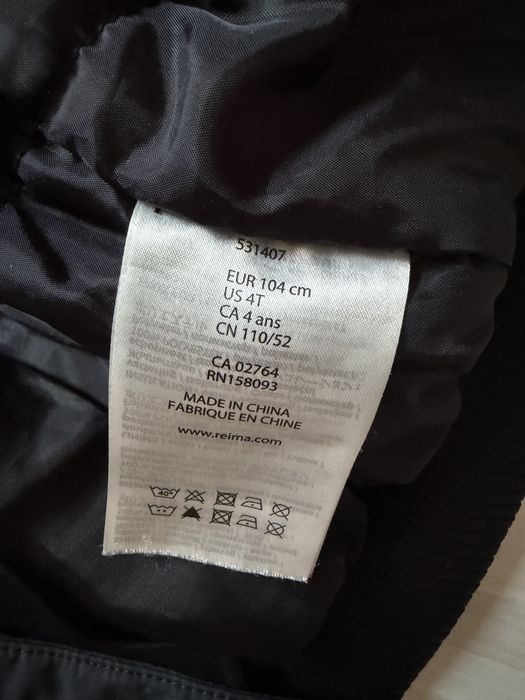 531407
EUR 104 cm
US 4T
CA 4 ans
CN 110/52
CA 02764
RN158093
MADE IN CHINA
FABRIQUE EN CHINE
www.reima.com
40°